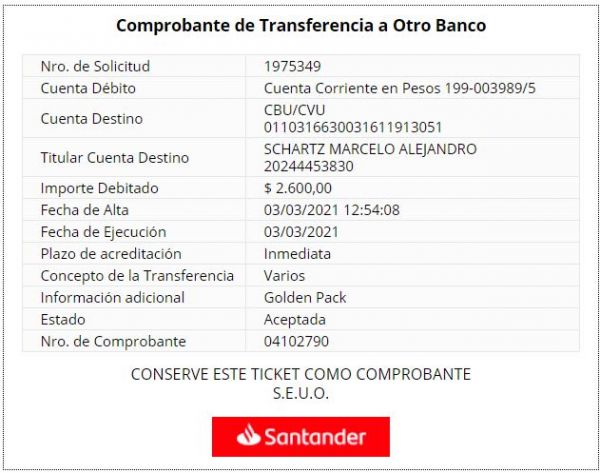 Comprobante de Transferencia a Otro Banco
Nro. de Solicitud 1975349
Cuenta Débito Cuenta Corriente en Pesos 199-003989/5
Cuenta Destino CBU/CVU
0110316630031611913051
Titular Cuenta Destino SCHARTZ MARCELO ALEJANDRO
20244453830
Importe Debitado $ 2.600,00
Fecha de Alta 03/03/2021 12:54:08
Fecha de Ejecución 03/03/2021
Plazo de acreditación Inmediata
Concepto de la Transferencia Varios
Información adicional Golden Pack
Estado Aceptada
Nro. de Comprobante 04102790
CONSERVE ESTE TICKET COMO COMPROBANTE
S.E.U.O.
Santander